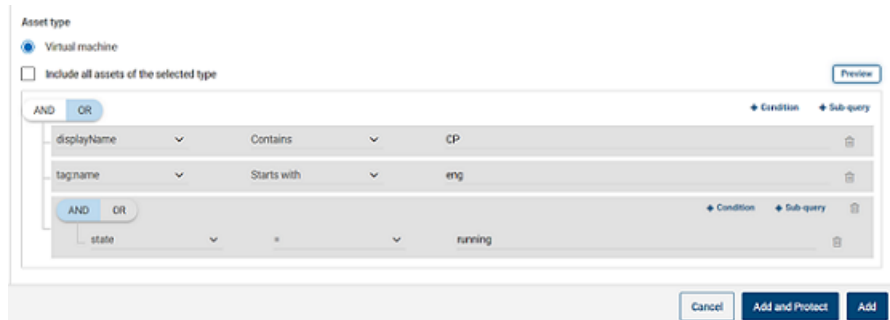 Asset type
Virtual machine
Include all assets of the selected type
Preview
AND OR + Condition + Sub-query
displayName Contains CP
tag:name Starts with eng
AND OR + Condition + Sub-query
state = running
Cancel Add and Protect Add